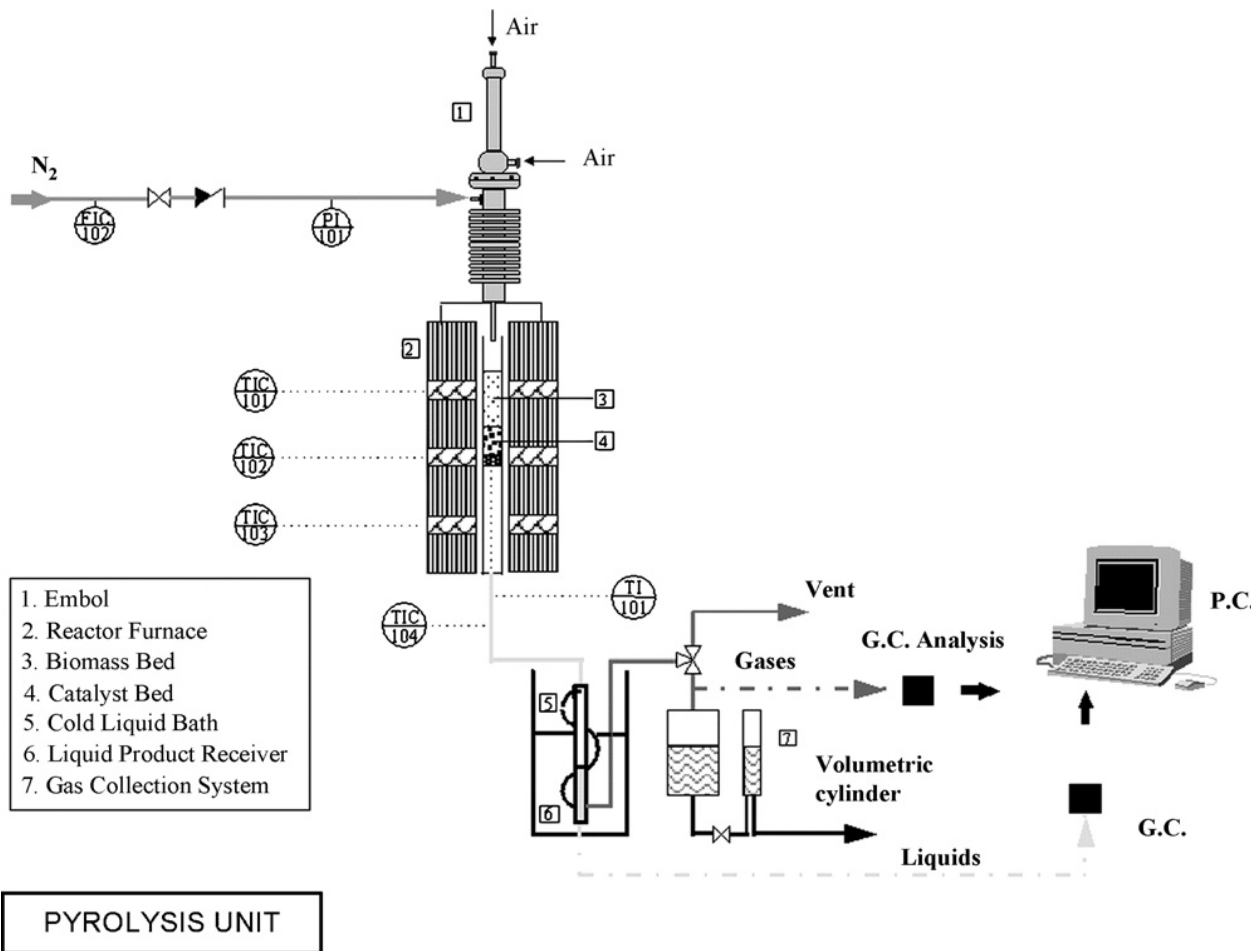 Air
1
Air
N2
FIC
102
PI
101
2
TIC
101
3
4
TIC
102
TIC
103
TI
101
TIC
104
1. Embol
2. Reactor Furnace
3. Biomass Bed
4. Catalyst Bed
5. Cold Liquid Bath
6. Liquid Product Receiver
7. Gas Collection System
Vent
P.C.
Gases
G.C. Analysis
5
6
7
Volumetric
cylinder
G.C.
Liquids
PYROLYSIS UNIT